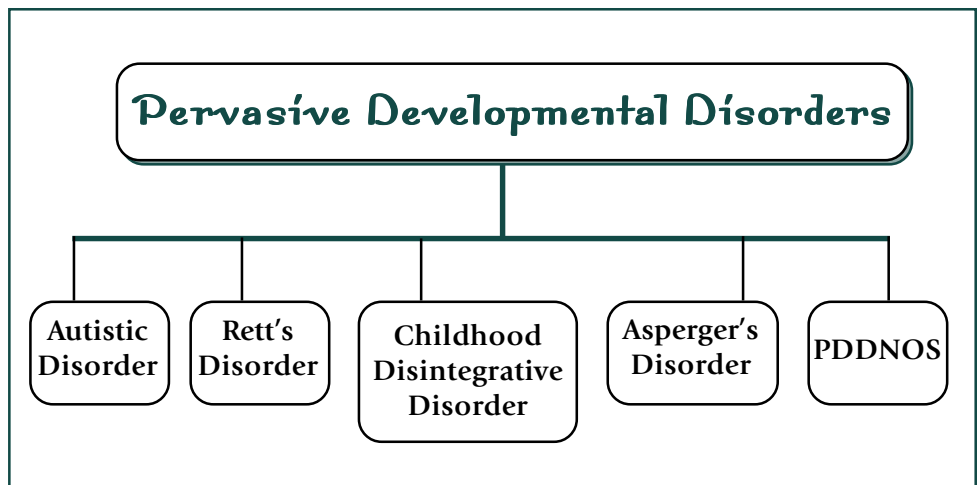 Pervasive Developmental Disorders
Autistic
Disorder
Rett's
Disorder
Childhood
Disintegrative
Disorder
Asperger's
Disorder
PDDNOS